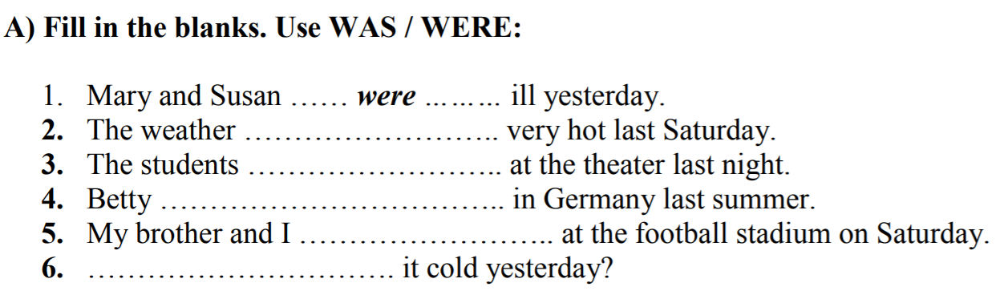 A) Fill in the blanks. Use WAS / WERE:
1. Mary and Susan ...... were ......... ill yesterday.
2. The weather ............................ very hot last Saturday.
3. The students ............................ at the theater last night.
4. Betty ...................................... in Germany last summer.
5. My brother and I ............................ at the football stadium on Saturday.
6. .................................. it cold yesterday?